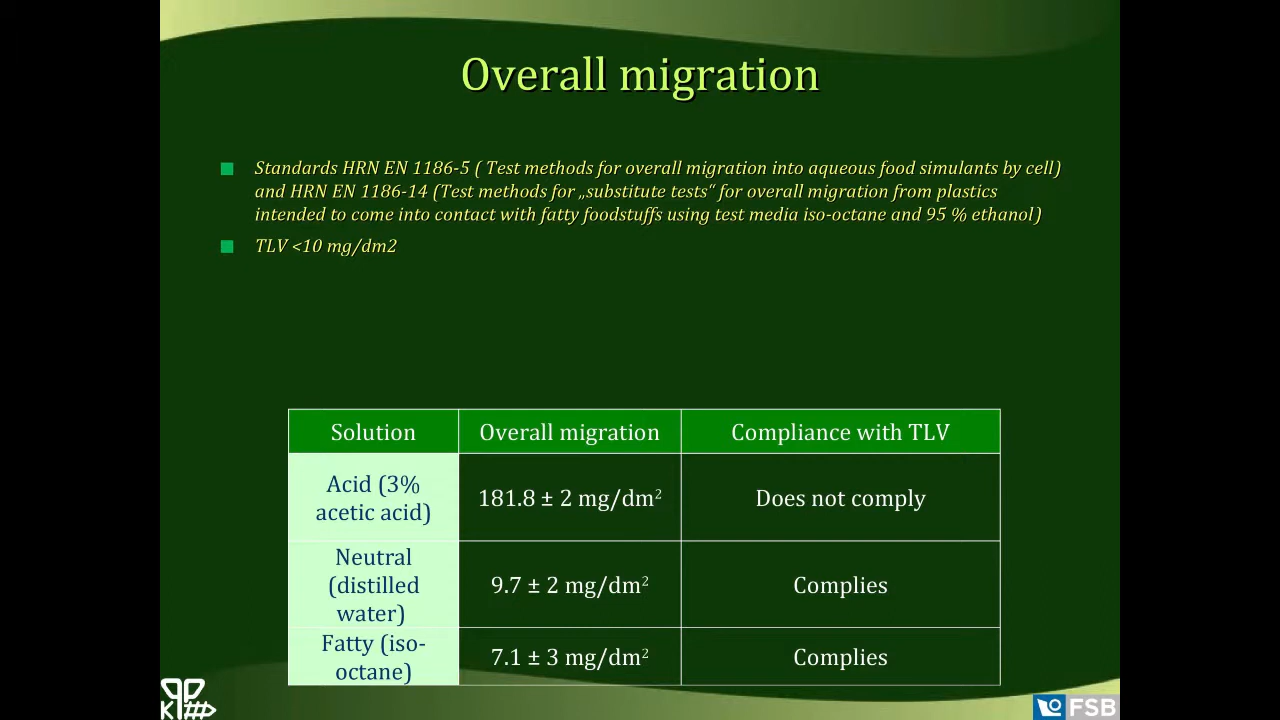 Overall migration
Standards HRN EN 1186-5 ( Test methods for overall migration into aqueous food simulants by cell)
and HRN EN 1186-14 (Test methods for „substitute tests“ for overall migration from plastics
intended to come into contact with fatty foodstuffs using test media iso-octane and 95 % ethanol)
TLV <10 mg/dm2
Solution Overall migration Compliance with TLV
Acid (3%
acetic acid) 181.8 ± 2 mg/dm² Does not comply
Neutral
(distilled
water) 9.7 ± 2 mg/dm² Complies
Fatty (iso-
octane) 7.1 ± 3 mg/dm² Complies
FSB